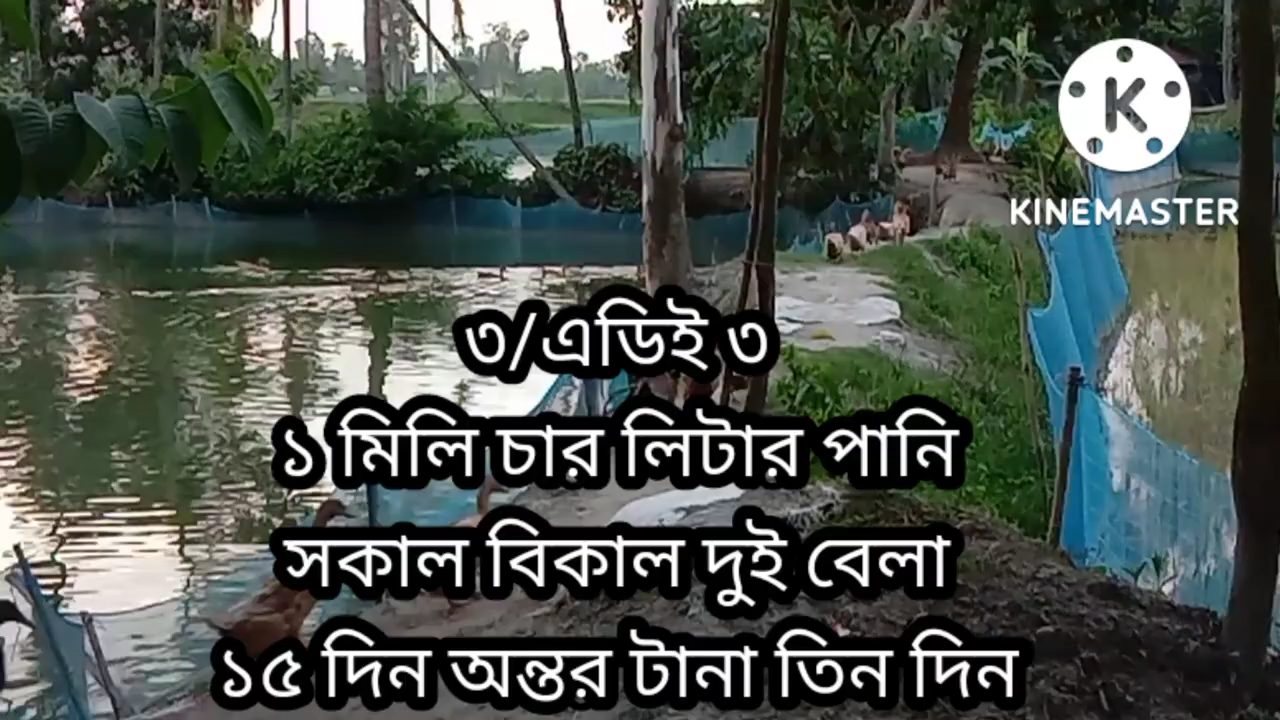 KINEMASTER
৩/এডিই ৩
১ মিলি চার লিটার পানি
সকাল বিকাল দুই বেলা
১৫ দিন অন্তর টানা তিন দিন